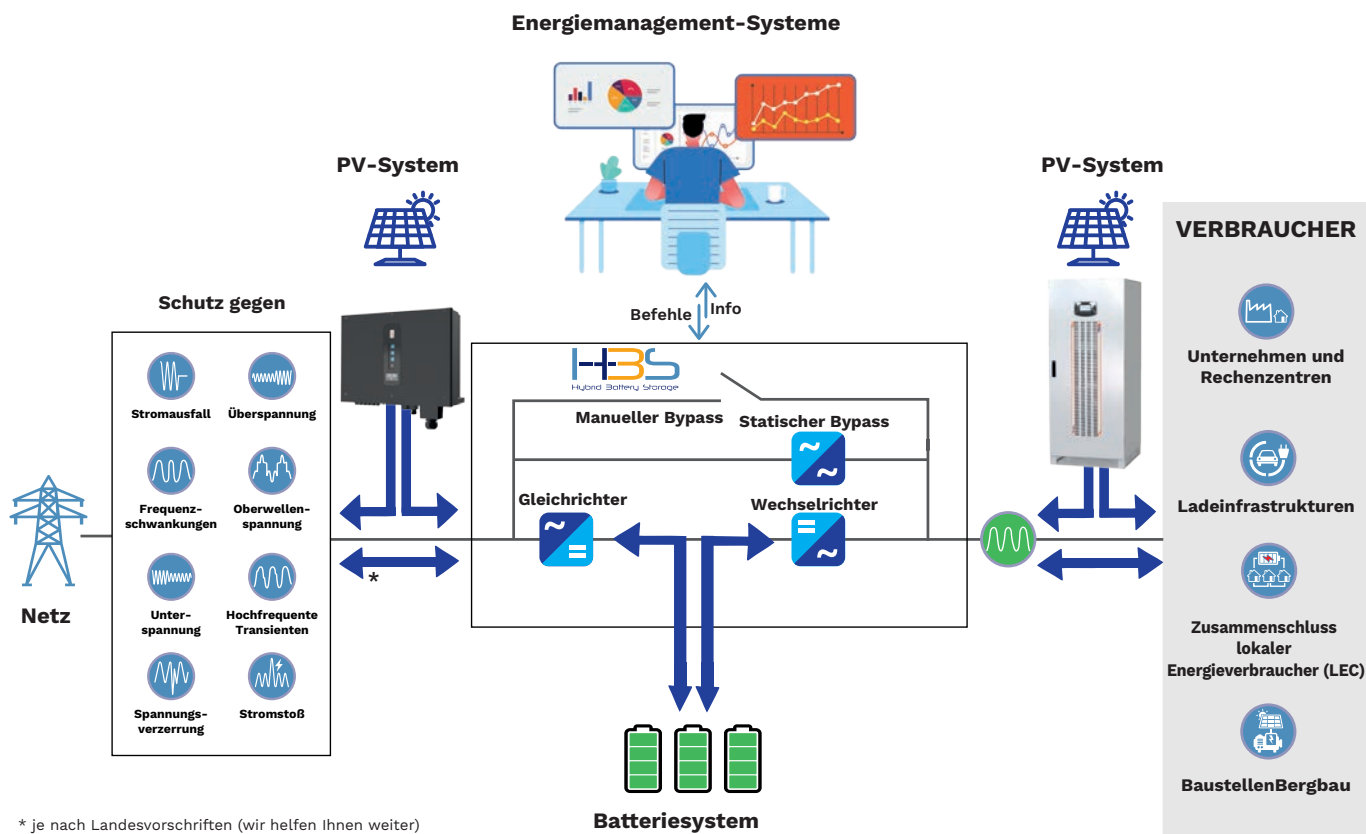 Energiemanagement-Systeme
PV-System
PV-System
VERBRAUCHER
Schutz gegen
Befehle
Info
Stromausfall
Überspannung
Frequenz-
schwankungen
Oberwellen-
spannung
Unter-
spannung
Hochfrequente
Transienten
Spannungs-
verzerrung
Stromstoß
Netz
*
HBS
Hybrid Battery Storage
Manueller Bypass
Statischer Bypass
Gleichrichter
Wechselrichter
Unternehmen und
Rechenzentren
Ladeinfrastrukturen
Zusammenschluss
lokaler
Energieverbraucher (LEC)
BaustellenBergbau
Batteriesystem
* je nach Landesvorschriften (wir helfen Ihnen weiter)